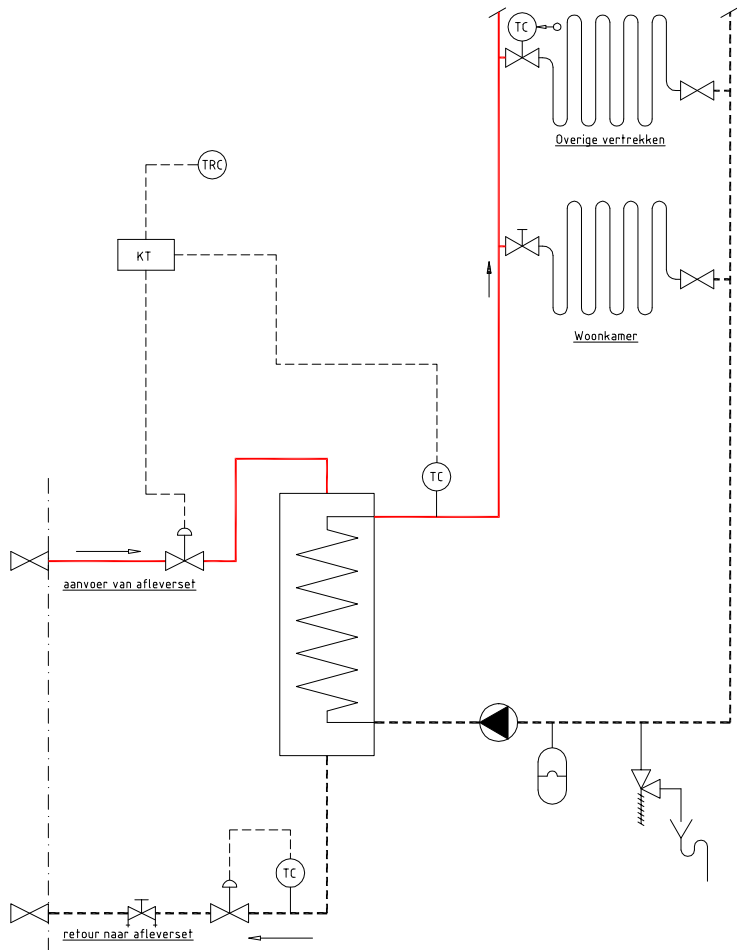 TC
Overige vertrekken
TRC
KT
Woonkamer
TC
aanvoer van afleverset
TC
retour naar afleverset